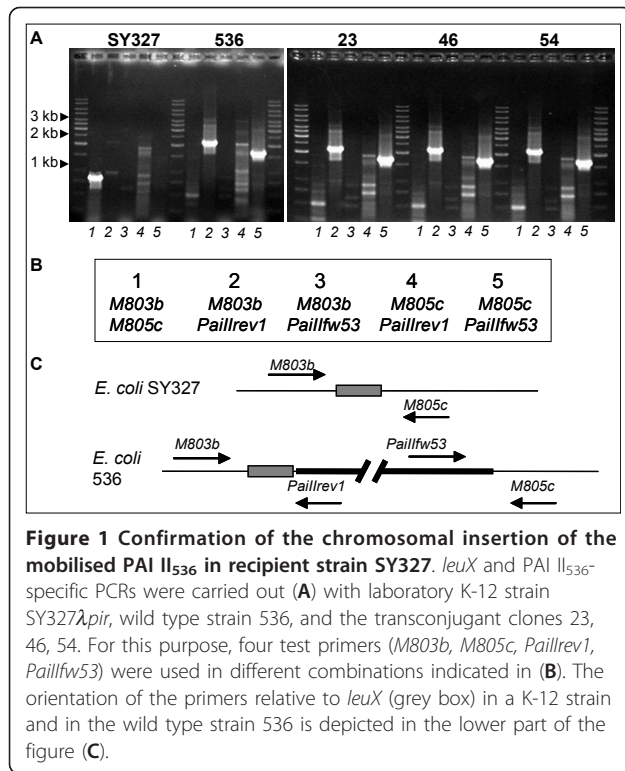 A SY327 536 23 46 54
3 kb
2 kb
1 kb
1 2 3 4 5 1 2 3 4 5 1 2 3 4 5 1 2 3 4 5 1 2 3 4 5
B
1 2 3 4 5
M803b M803b M803b M805c M805c
M805c PaiIIrev1 PaiIIfw53 PaiIIrev1 PaiIIfw53
C
M803b
E. coli SY327
M805c
M803b PaiIIfw53
E. coli
536
PaiIIrev1 M805c
Figure 1 Confirmation of the chromosomal insertion of the
mobilised PAI II₅₃₆ in recipient strain SY327. leuX and PAI II₅₃₆-
specific PCRs were carried out (A) with laboratory K-12 strain
SY327λpir, wild type strain 536, and the transconjugant clones 23,
46, 54. For this purpose, four test primers (M803b, M805c, PaiIIrev1,
PaiIIfw53) were used in different combinations indicated in (B). The
orientation of the primers relative to leuX (grey box) in a K-12 strain
and in the wild type strain 536 is depicted in the lower part of the
figure (C).